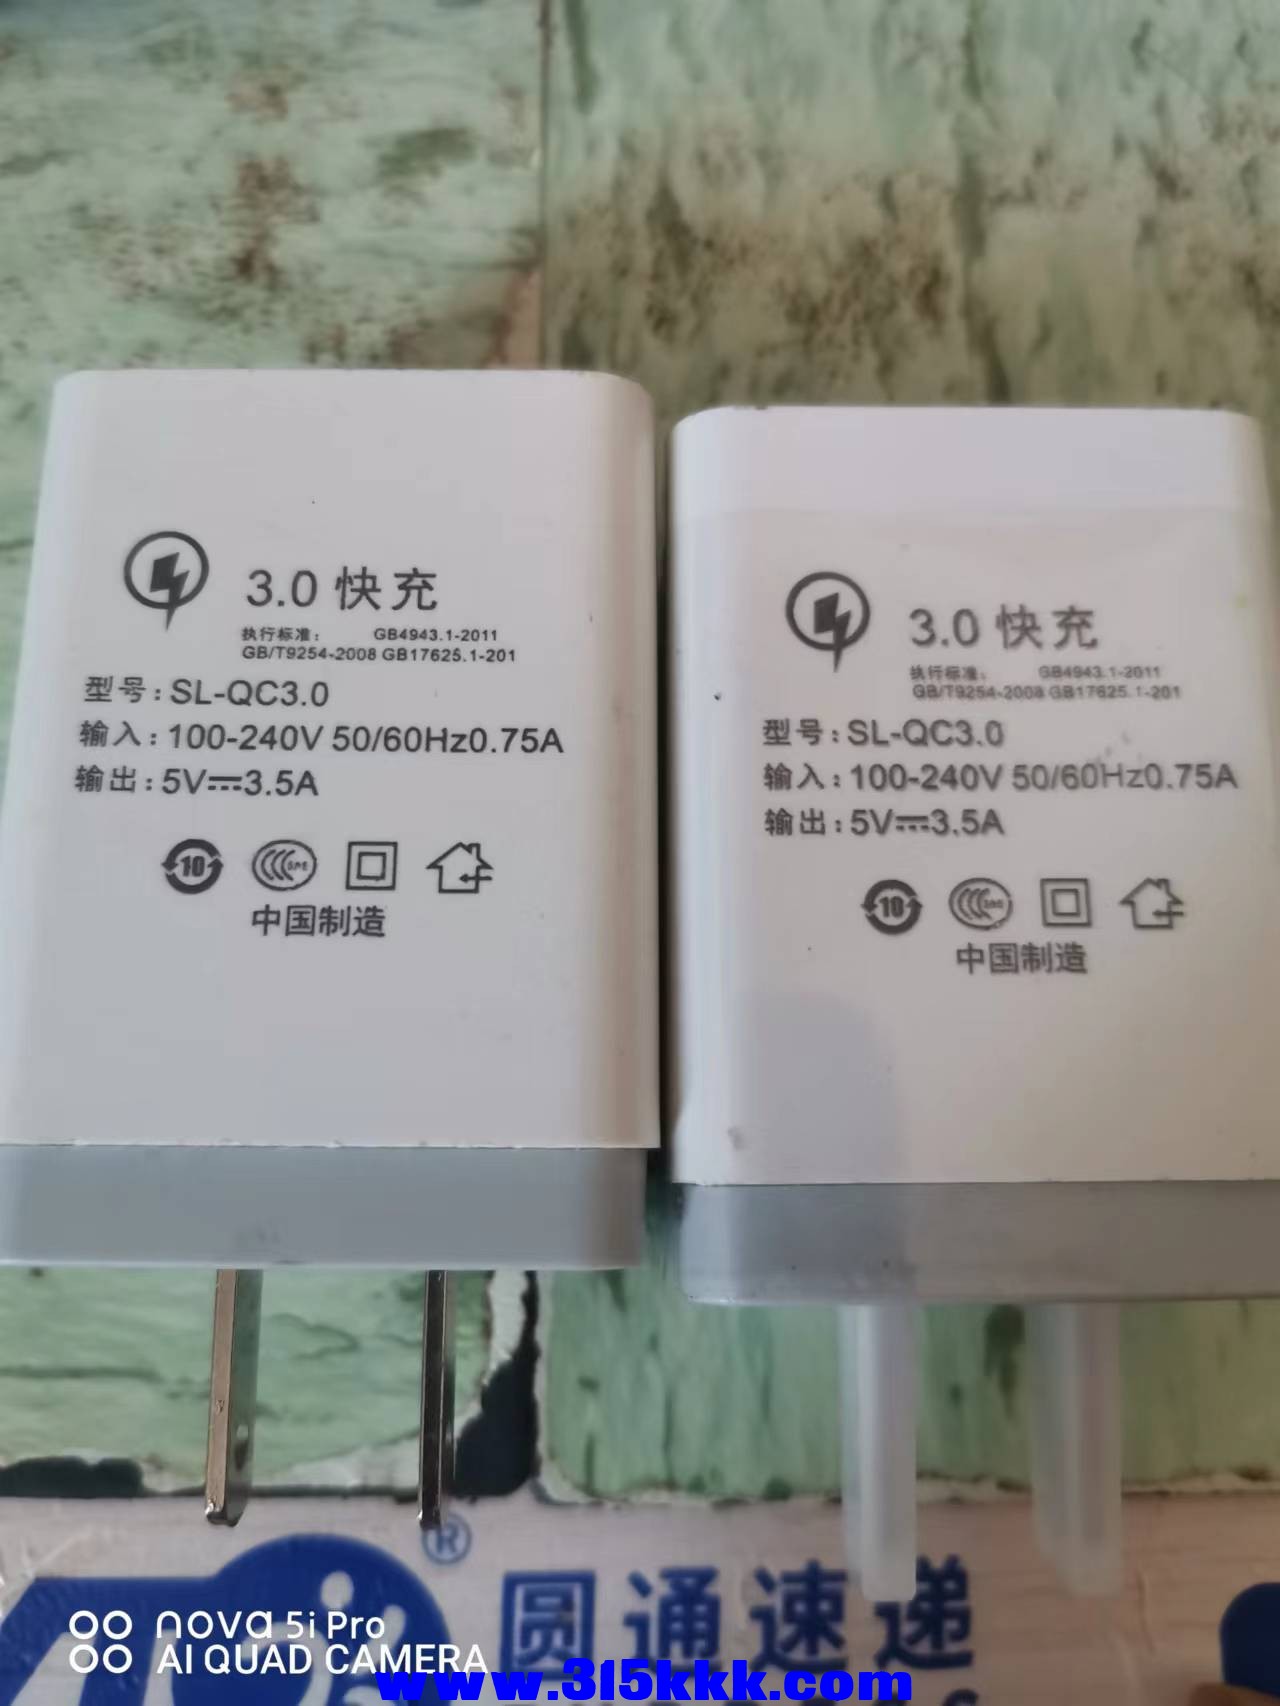 3.0 快充
执行标准: GB4943.1-2011
GB/T9254-2008 GB17625.1-201
型号: SL-QC3.0
输入: 100-240V 50/60Hz0.75A
输出: 5V⎓3.5A
10
中国制造
3.0 快充
执行标准: GB4943.1-2011
GB/T9254-2008 GB17625.1-201
型号: SL-QC3.0
输入: 100-240V 50/60Hz0.75A
输出: 5V⎓3.5A
10
中国制造
®
圆通速递
nova 5i Pro
AI QUAD CAMERA
www.315kkk.com